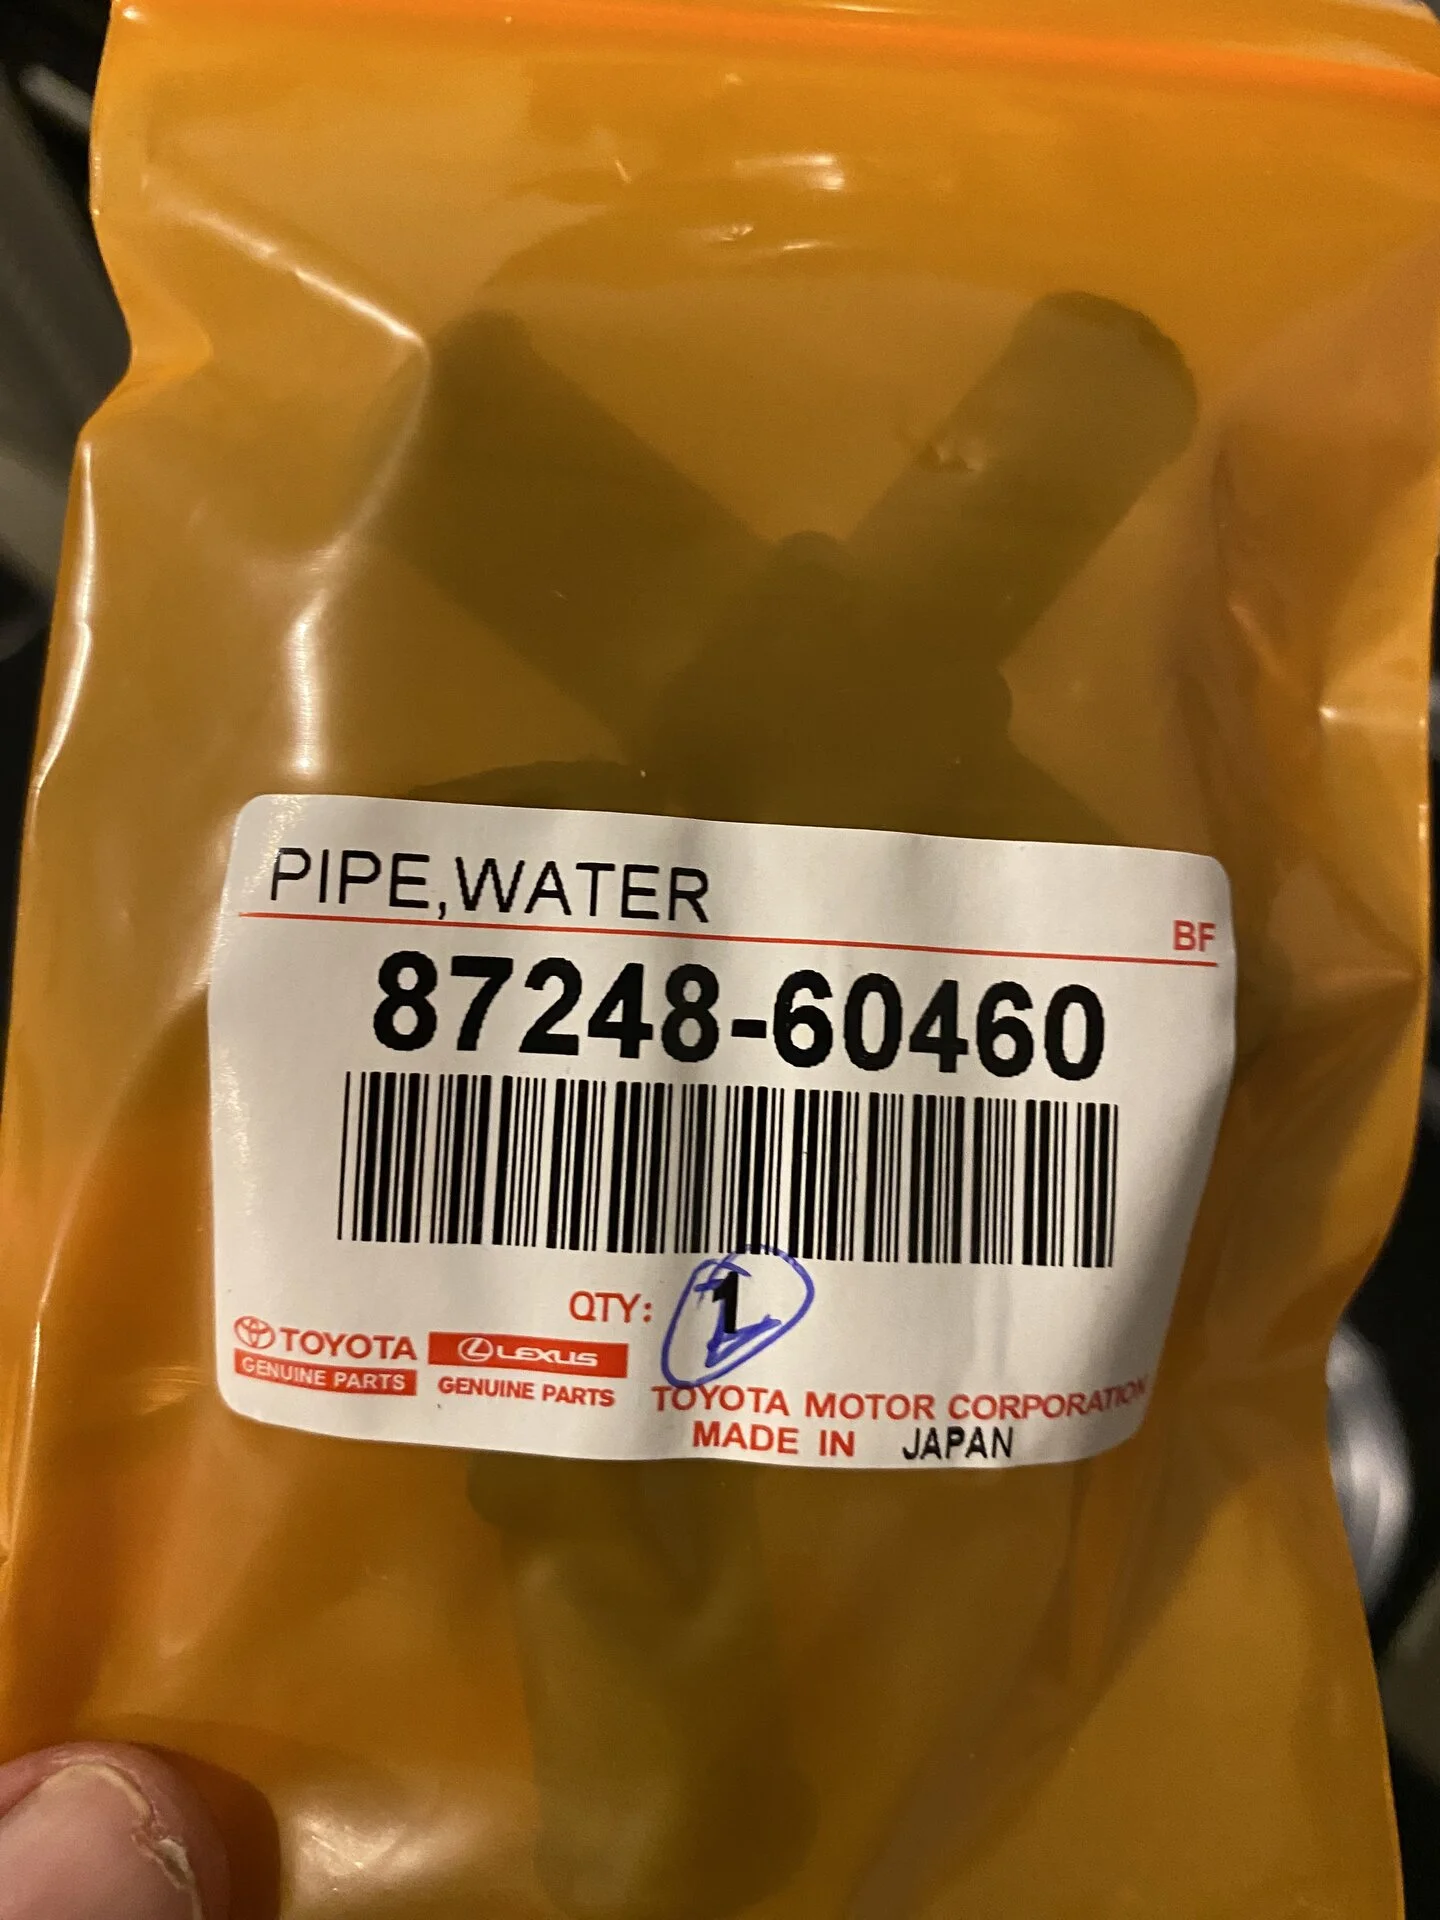 PIPE,WATER
BF
87248-60460
QTY: 1
TOYOTA
GENUINE PARTS
LEXUS
GENUINE PARTS
TOYOTA MOTOR CORPORATION
MADE IN JAPAN